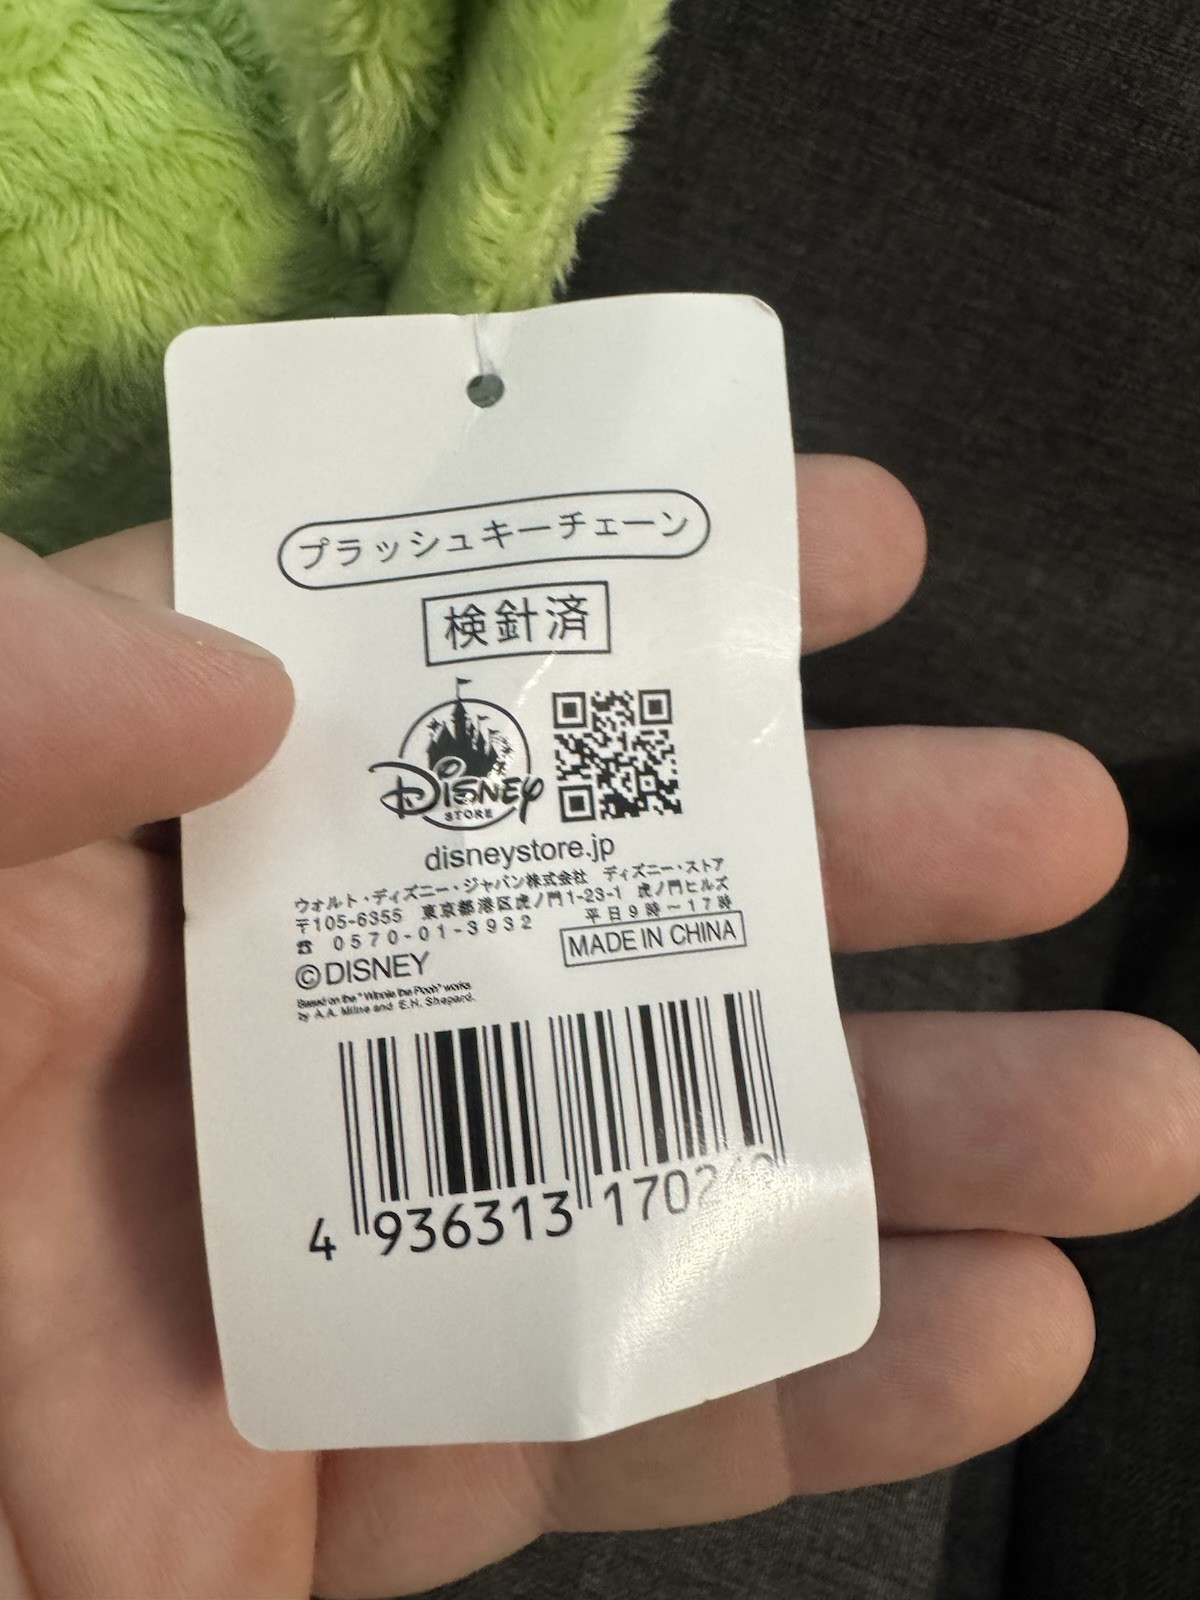 プラッシュキーチェーン
検針済
DISNEY
STORE
disneystore.jp
ウォルト・ディズニー・ジャパン株式会社 ディズニー・ストア
〒105-6355 東京都港区虎ノ門1-23-1 虎ノ門ヒルズ
☎ 0570-01-3932 平日9時～17時
©DISNEY
MADE IN CHINA
Based on the "Winnie the Pooh" works
by A.A. Milne and E.H. Shepard.
4 936313